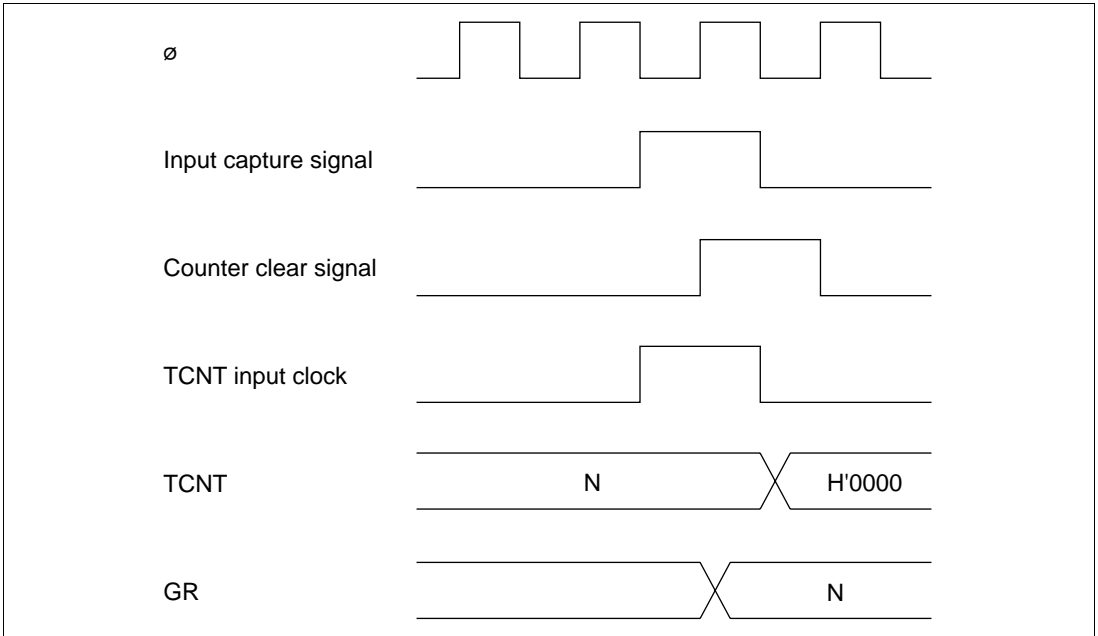 ø
Input capture signal
Counter clear signal
TCNT input clock
TCNT N H'0000
GR N